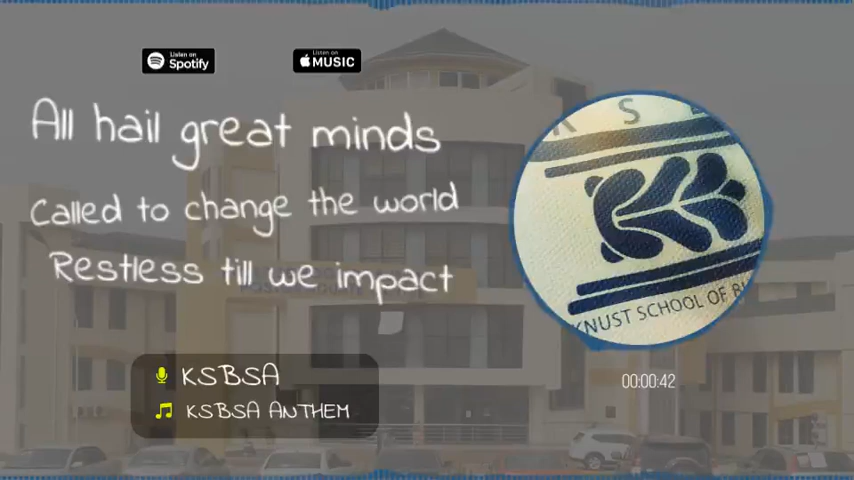 Listen on
Spotify
Listen on
MUSIC
All hail great minds
Called to change the world
Restless till we impact
K S
KNUST SCHOOL OF
KSBSA
KSBSA ANTHEM
00:00:42